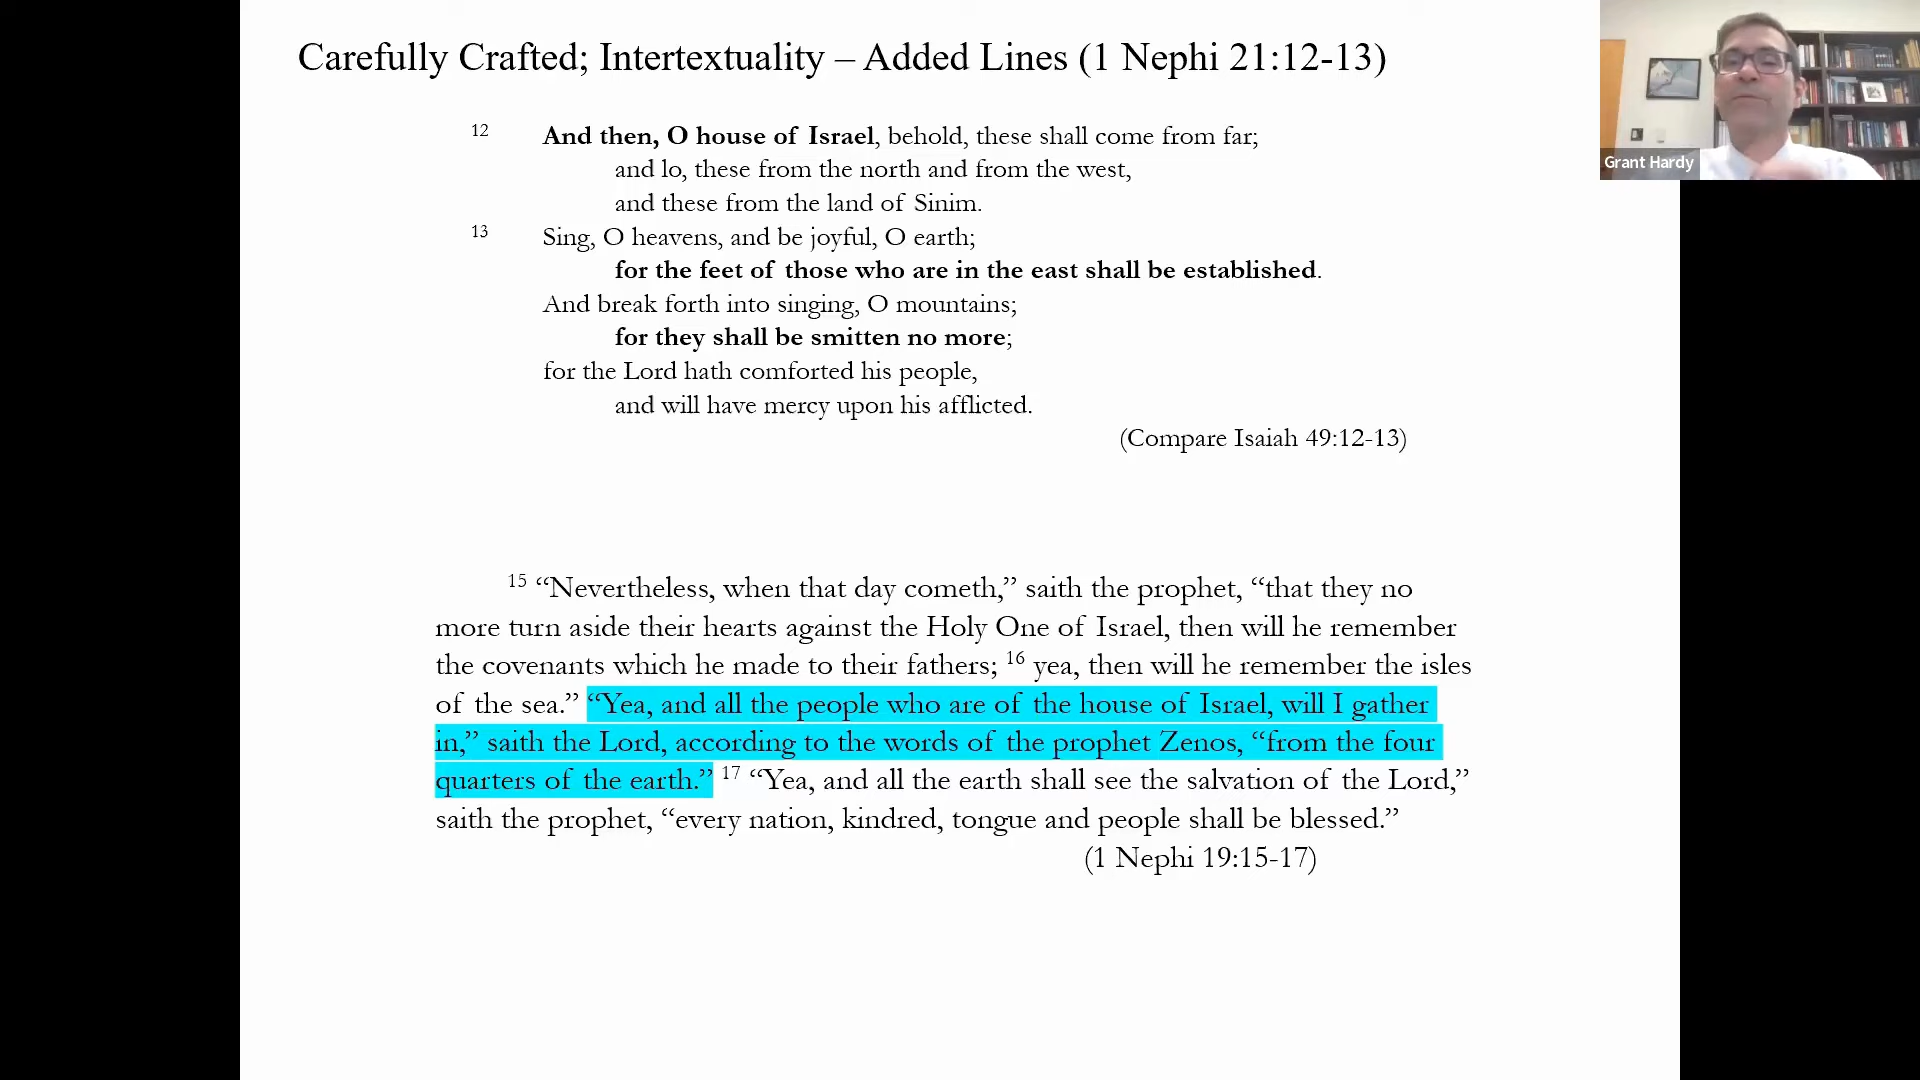 Carefully Crafted; Intertextuality – Added Lines (1 Nephi 21:12-13)
Grant Hardy
12 And then, O house of Israel, behold, these shall come from far;
and lo, these from the north and from the west,
and these from the land of Sinim.
13 Sing, O heavens, and be joyful, O earth;
for the feet of those who are in the east shall be established.
And break forth into singing, O mountains;
for they shall be smitten no more;
for the Lord hath comforted his people,
and will have mercy upon his afflicted.
(Compare Isaiah 49:12-13)
15 “Nevertheless, when that day cometh,” saith the prophet, “that they no
more turn aside their hearts against the Holy One of Israel, then will he remember
the covenants which he made to their fathers; 16 yea, then will he remember the isles
of the sea.” “Yea, and all the people who are of the house of Israel, will I gather
in,” saith the Lord, according to the words of the prophet Zenos, “from the four
quarters of the earth.” 17 “Yea, and all the earth shall see the salvation of the Lord,”
saith the prophet, “every nation, kindred, tongue and people shall be blessed.”
(1 Nephi 19:15-17)